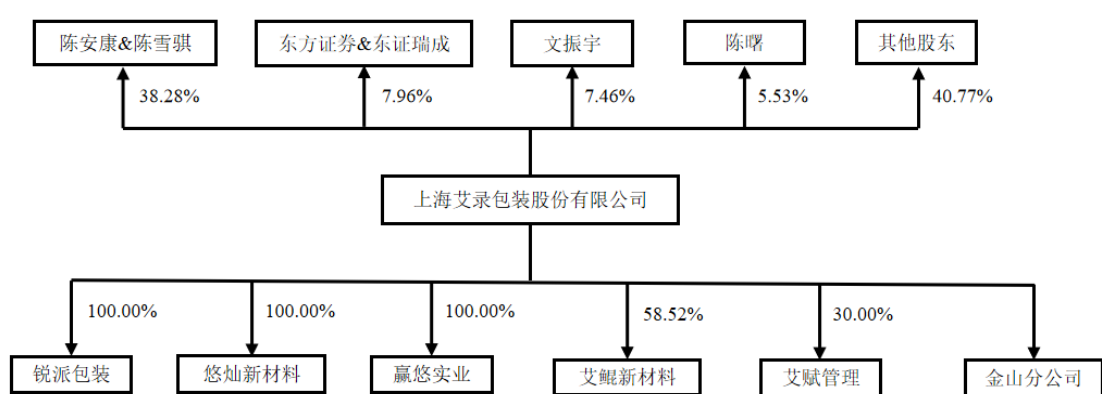 陈安康&陈雪骐
东方证券&东证瑞成
文振宇
陈曙
其他股东
38.28%
7.96%
7.46%
5.53%
40.77%
上海艾录包装股份有限公司
100.00%
100.00%
100.00%
58.52%
30.00%
锐派包装
悠灿新材料
赢悠实业
艾鲲新材料
艾赋管理
金山分公司